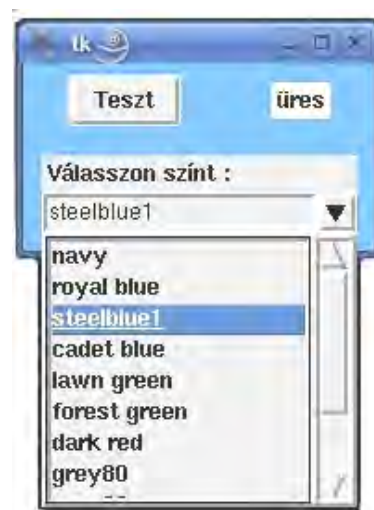 tk
Teszt
üres
Válasszon színt :
steelblue1
navy
royal blue
steelblue1
cadet blue
lawn green
forest green
dark red
grey80